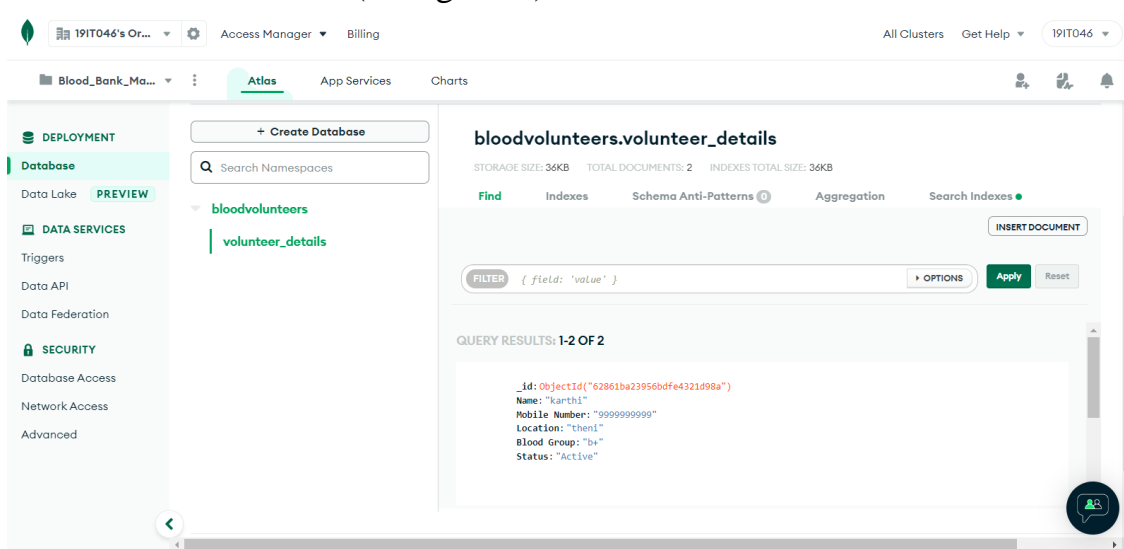 19IT046's Or... Access Manager Billing All Clusters Get Help 19IT046
Blood_Bank_Ma... Atlas App Services Charts
DEPLOYMENT
Database
Data Lake PREVIEW
DATA SERVICES
Triggers
Data API
Data Federation
SECURITY
Database Access
Network Access
Advanced
+ Create Database
Search Namespaces
bloodvolunteers
volunteer_details
bloodvolunteers.volunteer_details
STORAGE SIZE: 36KB TOTAL DOCUMENTS: 2 INDEXES TOTAL SIZE: 36KB
Find Indexes Schema Anti-Patterns 0 Aggregation Search Indexes
INSERT DOCUMENT
FILTER { field: 'value' } OPTIONS Apply Reset
QUERY RESULTS: 1-2 OF 2
_id: ObjectId("62861ba23956bdfe4321d98a")
Name: "karthi"
Mobile Number: "9999999999"
Location: "theni"
Blood Group: "b+"
Status: "Active"